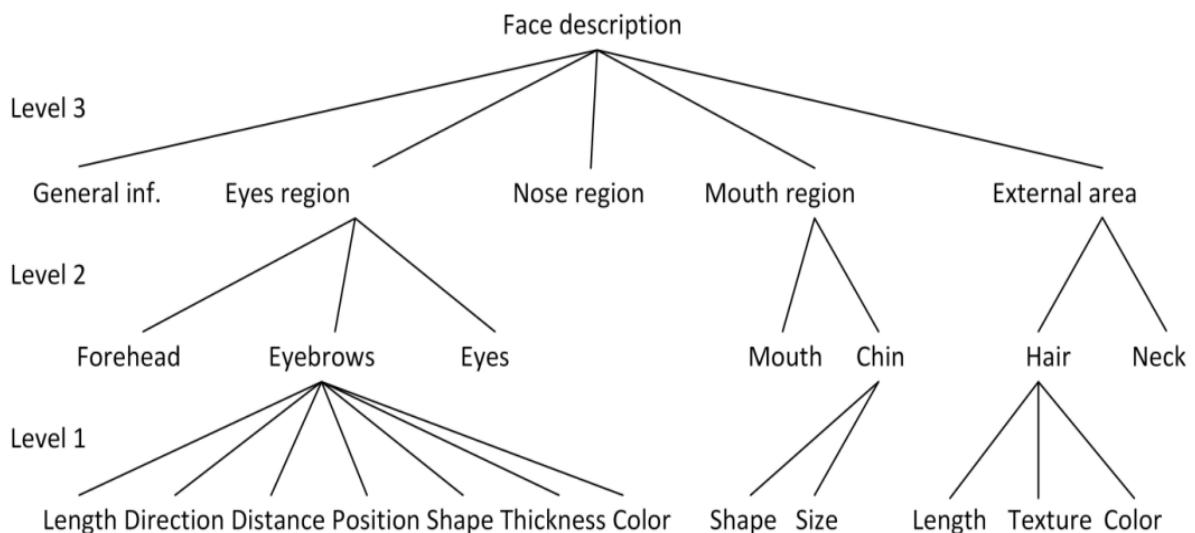 Face description
Level 3
General inf. Eyes region Nose region Mouth region External area
Level 2
Forehead Eyebrows Eyes Mouth Chin Hair Neck
Level 1
Length Direction Distance Position Shape Thickness Color Shape Size Length Texture Color